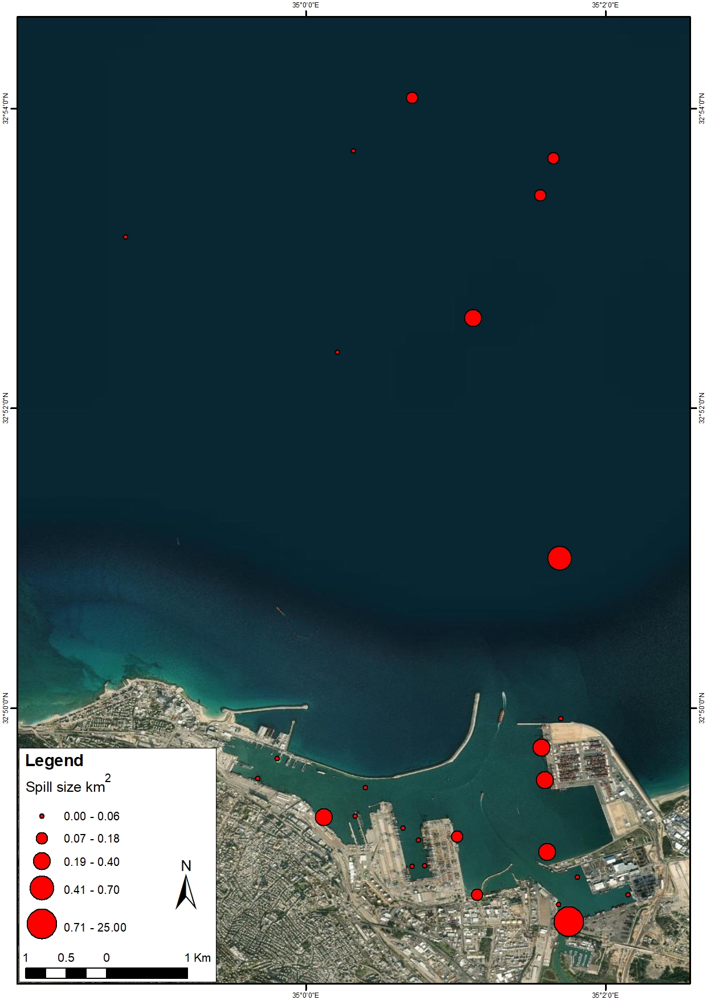 35°0'0"E 35°2'0"E
32°54'0"N 32°54'0"N
32°52'0"N 32°52'0"N
32°50'0"N 32°50'0"N
Legend
Spill size km2
0.00 - 0.06
0.07 - 0.18
0.19 - 0.40
0.41 - 0.70
0.71 - 25.00
N
1 0.5 0 1 Km
35°0'0"E 35°2'0"E